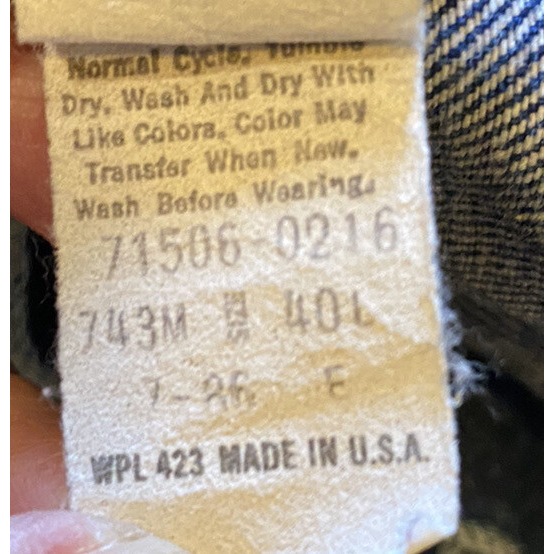 Normal Cycle, Tumble
Dry, Wash And Dry With
Like Colors, Color May
Transfer When New.
Wash Before Wearing.
71506-0216
743M SIZE 40L
E
WPL 423 MADE IN U.S.A.